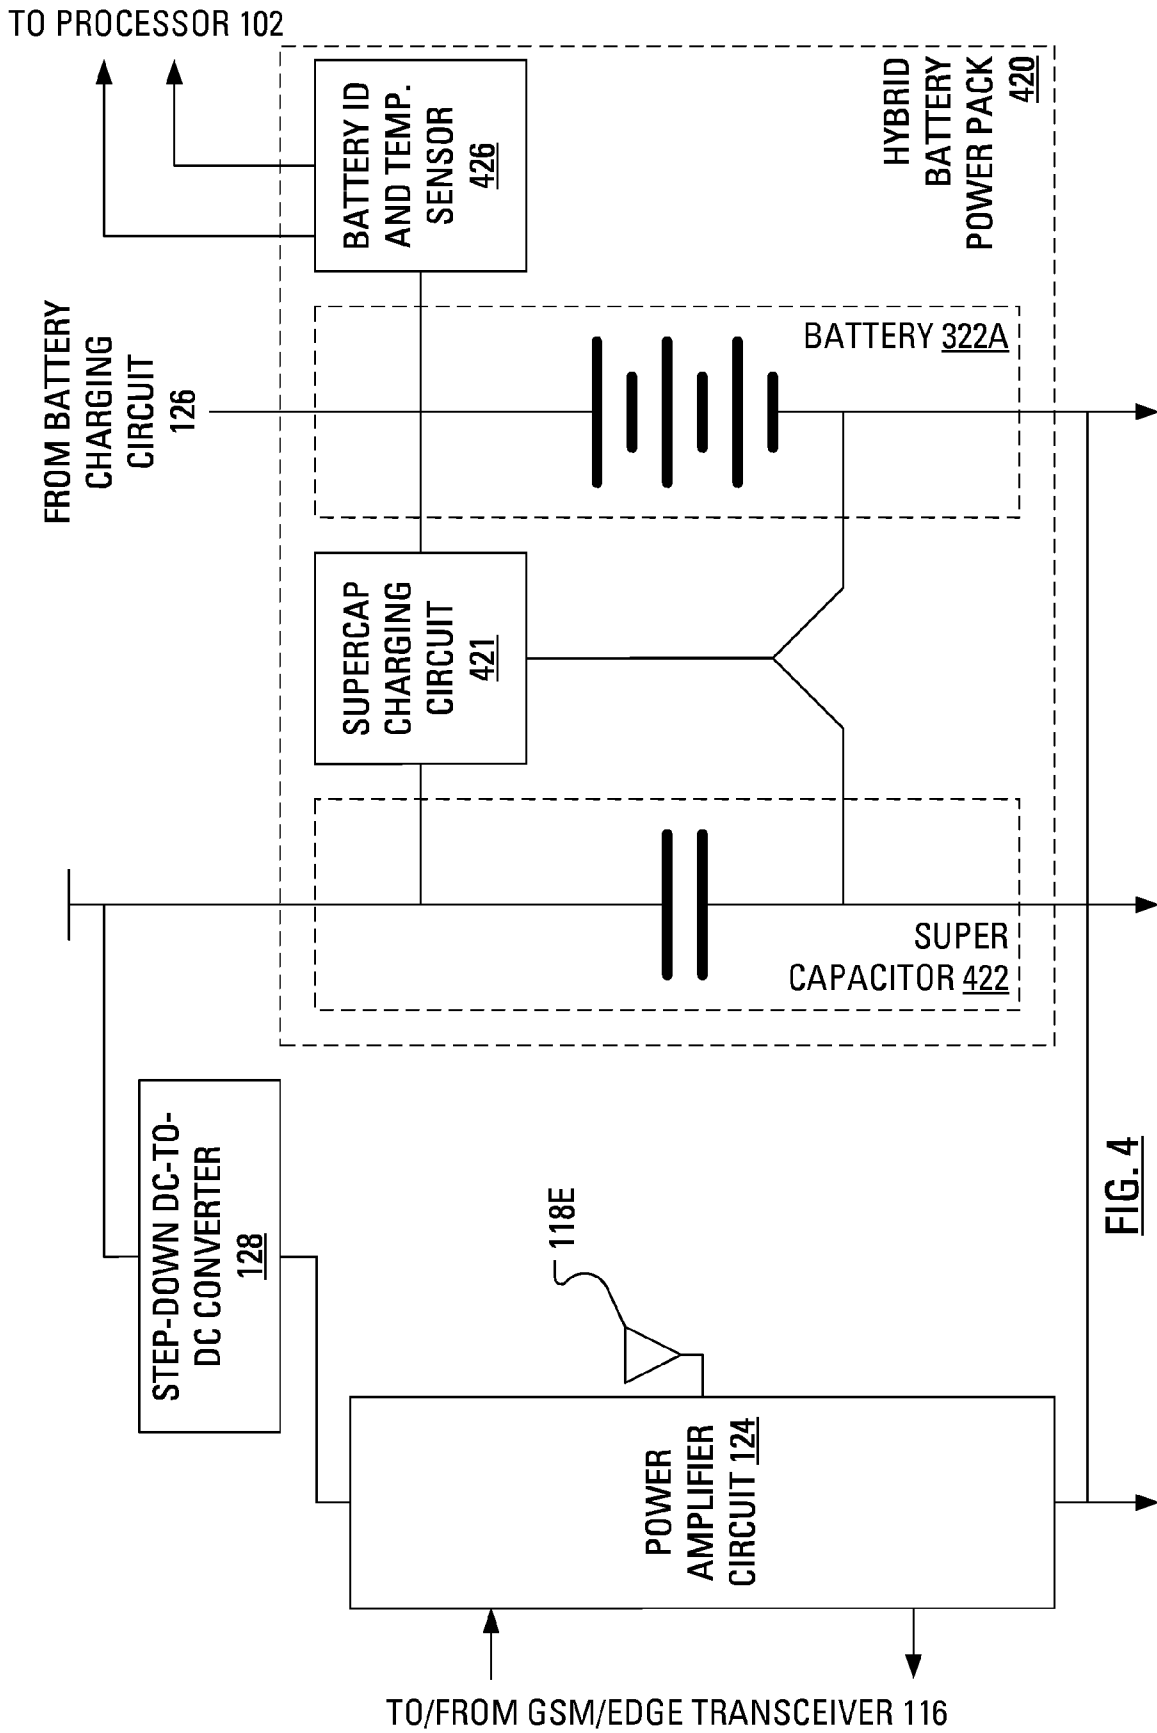 TO PROCESSOR 102
BATTERY ID
AND TEMP.
SENSOR
426
HYBRID
BATTERY
POWER PACK
420
FROM BATTERY
CHARGING
CIRCUIT
126
BATTERY 322A
SUPERCAP
CHARGING
CIRCUIT
421
SUPER
CAPACITOR 422
STEP-DOWN DC-TO-
DC CONVERTER
128
118E
POWER
AMPLIFIER
CIRCUIT 124
TO/FROM GSM/EDGE TRANSCEIVER 116
FIG. 4